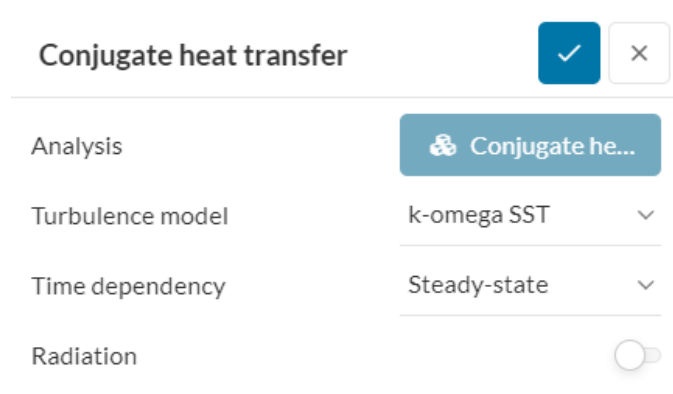 Conjugate heat transfer
Analysis Conjugate he...
Turbulence model k-omega SST
Time dependency Steady-state
Radiation